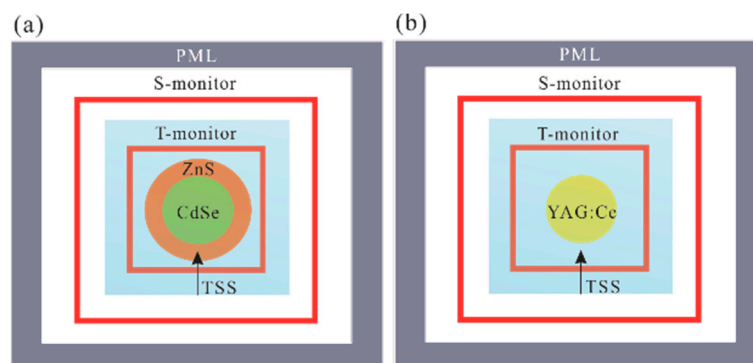 (a)
PML
S-monitor
T-monitor
ZnS
CdSe
TSS
(b)
PML
S-monitor
T-monitor
YAG:Ce
TSS